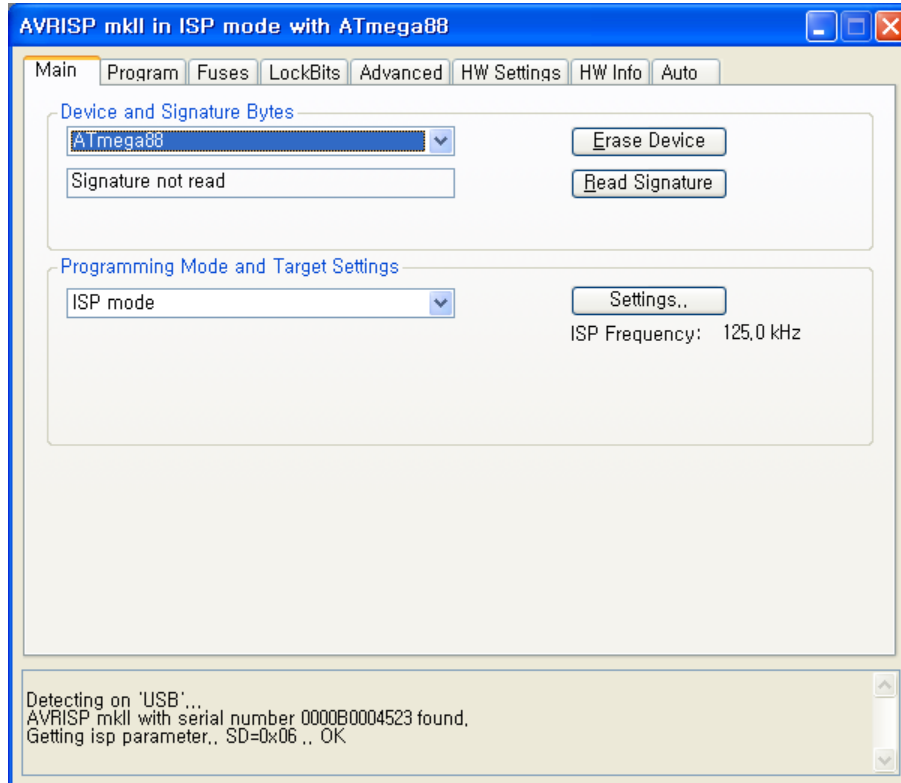 AVRISP mkII in ISP mode with ATmega88
Main Program Fuses LockBits Advanced HW Settings HW Info Auto
Device and Signature Bytes
ATmega88 Erase Device
Signature not read Read Signature
Programming Mode and Target Settings
ISP mode Settings..
ISP Frequency: 125.0 kHz
Detecting on 'USB'...
AVRISP mkII with serial number 0000B0004523 found.
Getting isp parameter.. SD=0x06 .. OK